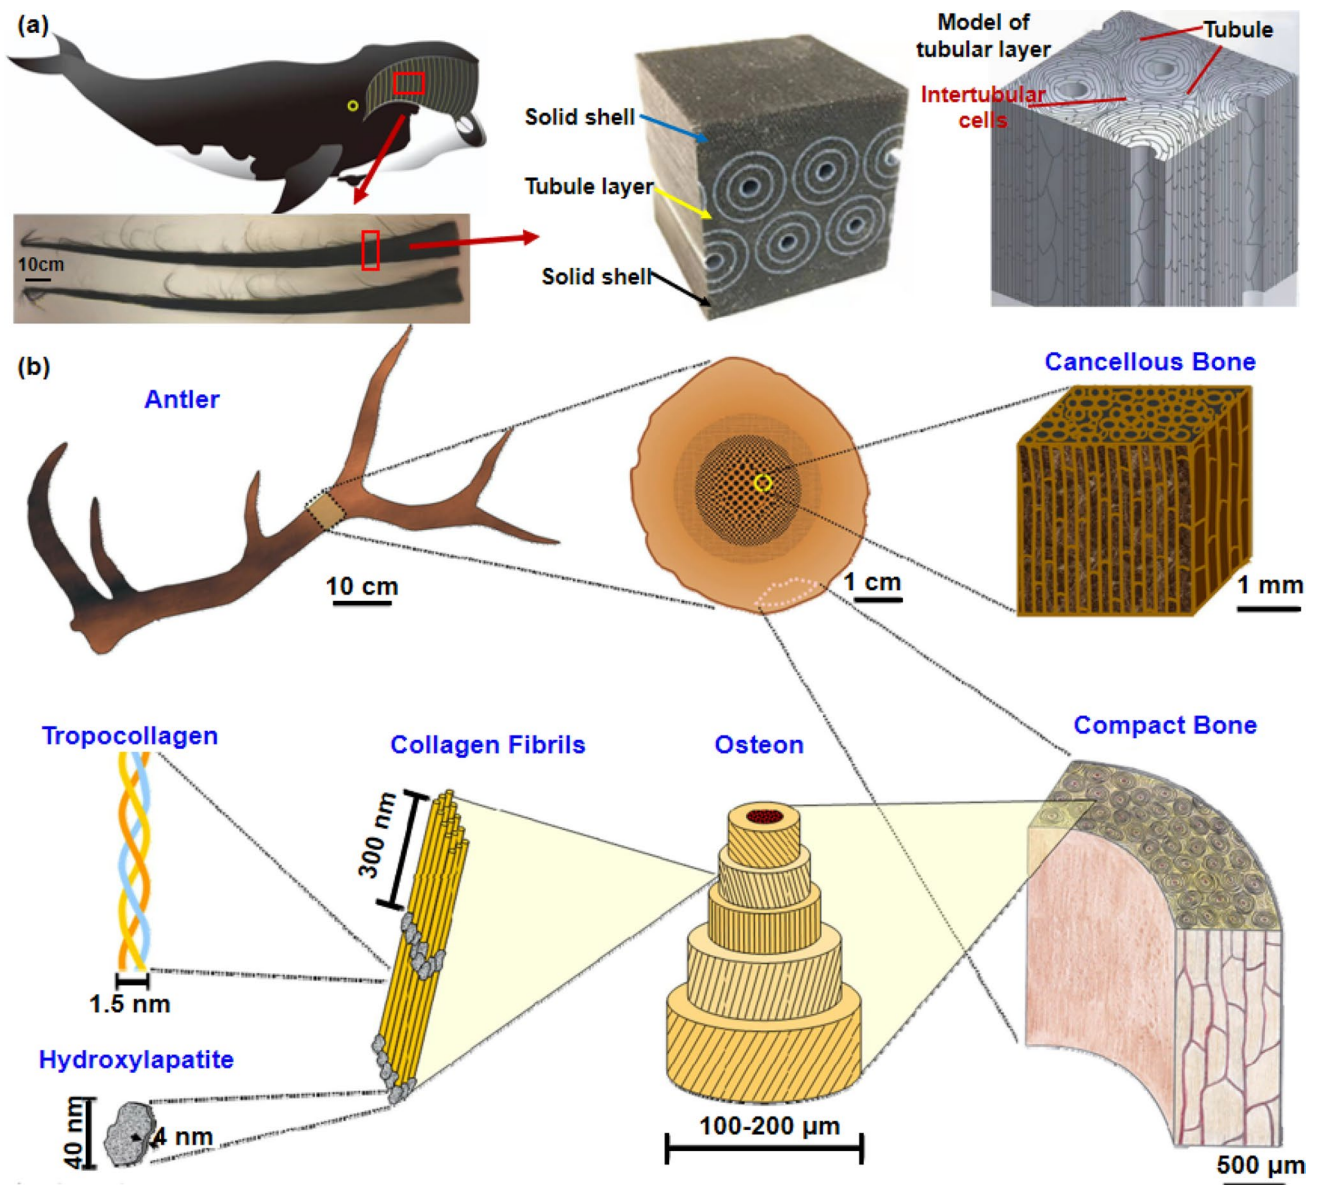 (a)
Solid shell
Tubule layer
Solid shell
Model of
tubular layer
Tubule
Intertubular
cells
10cm
(b)
Antler
10 cm
1 cm
Cancellous Bone
1 mm
Tropocollagen
1.5 nm
Collagen Fibrils
300 nm
Osteon
100-200 µm
Compact Bone
500 µm
Hydroxylapatite
40 nm
4 nm